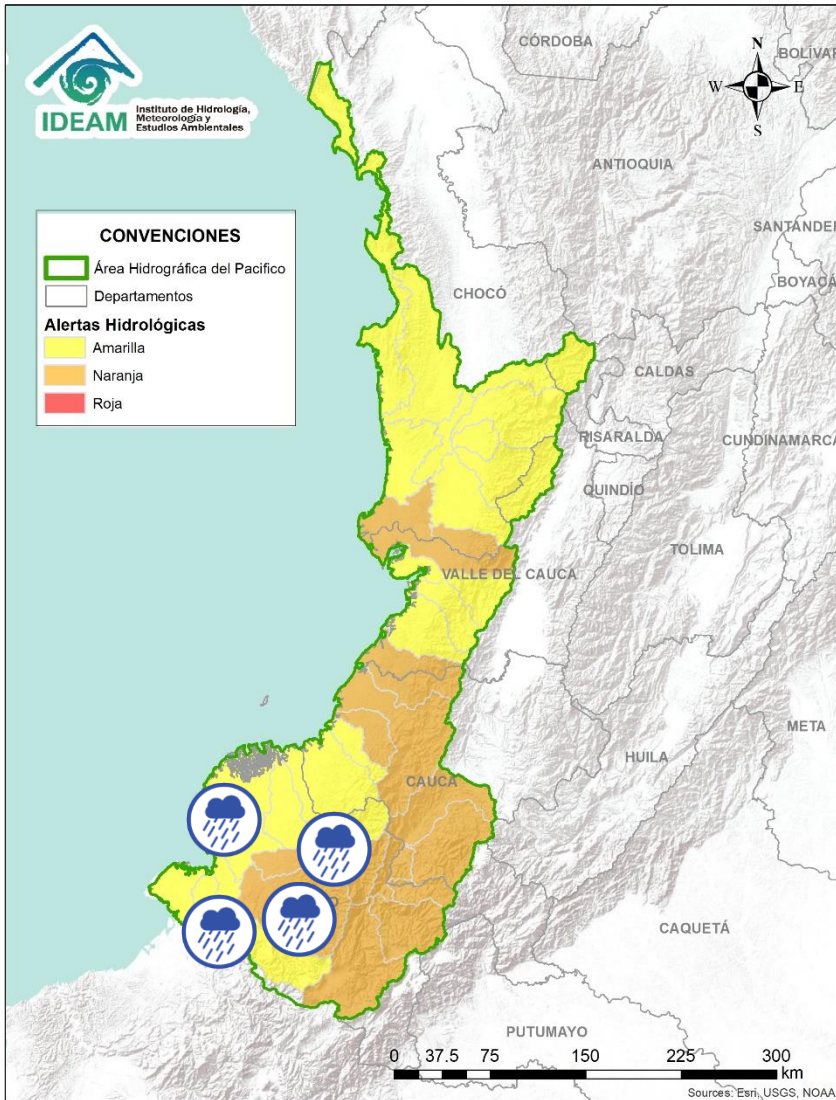 IDEAM
Instituto de Hidrología,
Meteorología y
Estudios Ambientales
CÓRDOBA
BOLÍVAR
N
W E
S
ANTIOQUIA
SANTANDER
BOYACÁ
CONVENCIONES
Área Hidrográfica del Pacifico
Departamentos
Alertas Hidrológicas
Amarilla
Naranja
Roja
CHOCÓ
CALDAS
RISARALDA
CUNDINAMARCA
QUINDÍO
TOLIMA
VALLE DEL CAUCA
META
HUILA
CAUCA
CAQUETÁ
PUTUMAYO
0 37.5 75 150 225 300
km
Sources: Esri, USGS, NOAA